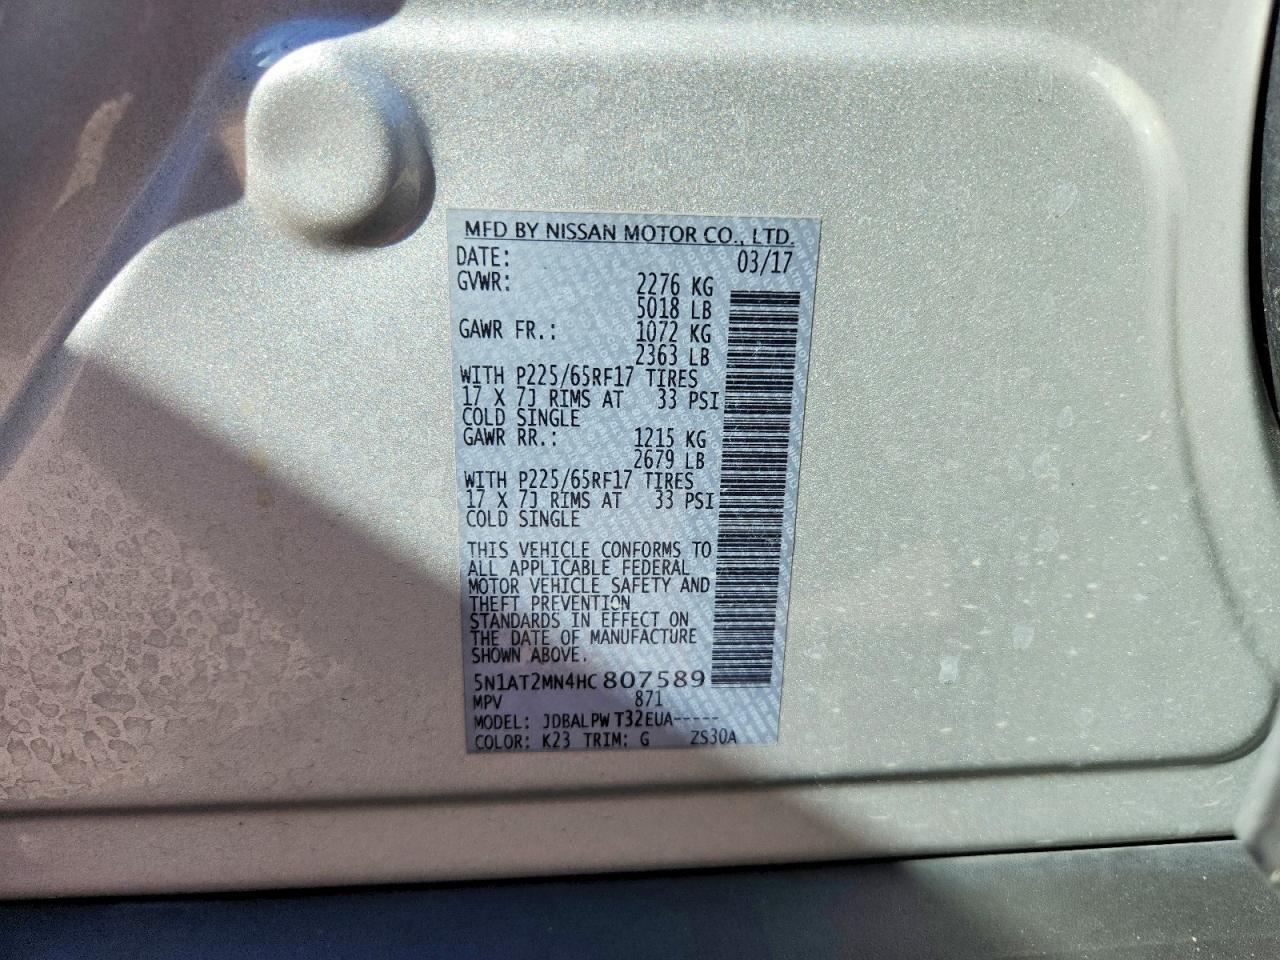 MFD BY NISSAN MOTOR CO., LTD.
DATE: 03/17
GVWR: 2276 KG
5018 LB
GAWR FR.: 1072 KG
2363 LB
WITH P225/65RF17 TIRES
17 X 7J RIMS AT 33 PSI
COLD SINGLE
GAWR RR.: 1215 KG
2679 LB
WITH P225/65RF17 TIRES
17 X 7J RIMS AT 33 PSI
COLD SINGLE
THIS VEHICLE CONFORMS TO
ALL APPLICABLE FEDERAL
MOTOR VEHICLE SAFETY AND
THEFT PREVENTION
STANDARDS IN EFFECT ON
THE DATE OF MANUFACTURE
SHOWN ABOVE.
5N1AT2MN4HC807589
MPV 871
MODEL: JDBALPW T32EUA-----
COLOR: K23 TRIM: G ZS30A